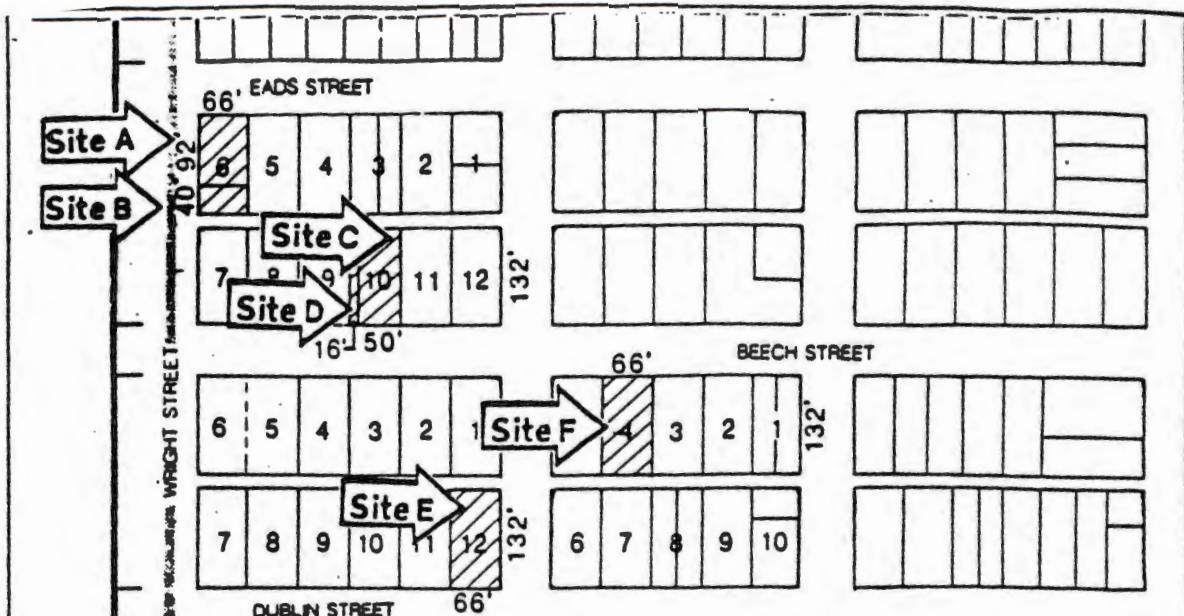 EADS STREET
66'
Site A
92
6 5 4 3 2 1
Site B
40
Site C
7 8 9 10 11 12
132'
Site D
16' 50'
BEECH STREET
WRIGHT STREET
66'
6 5 4 3 2 1
Site F
4 3 2 1
132'
Site E
7 8 9 10 11 12
132'
6 7 8 9 10
DUBLIN STREET
66'